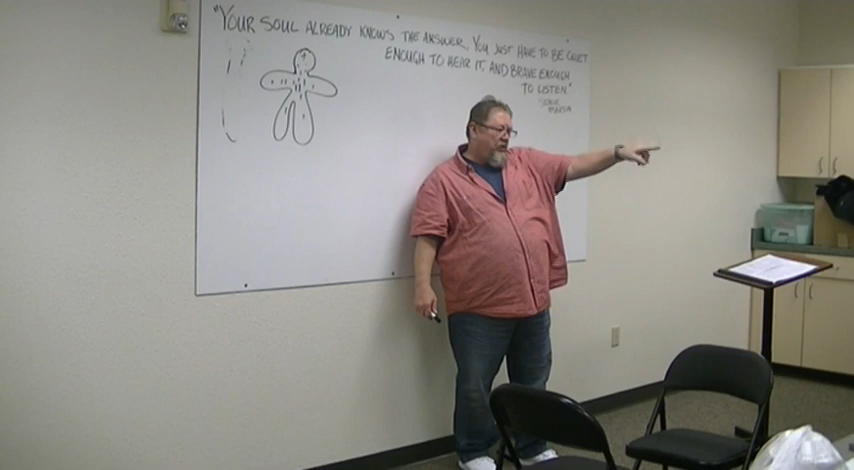 "YOUR SOUL ALREADY KNOWS THE ANSWER, YOU JUST HAVE TO BE QUIET
ENOUGH TO HEAR IT, AND BRAVE ENOUGH
TO LISTEN."